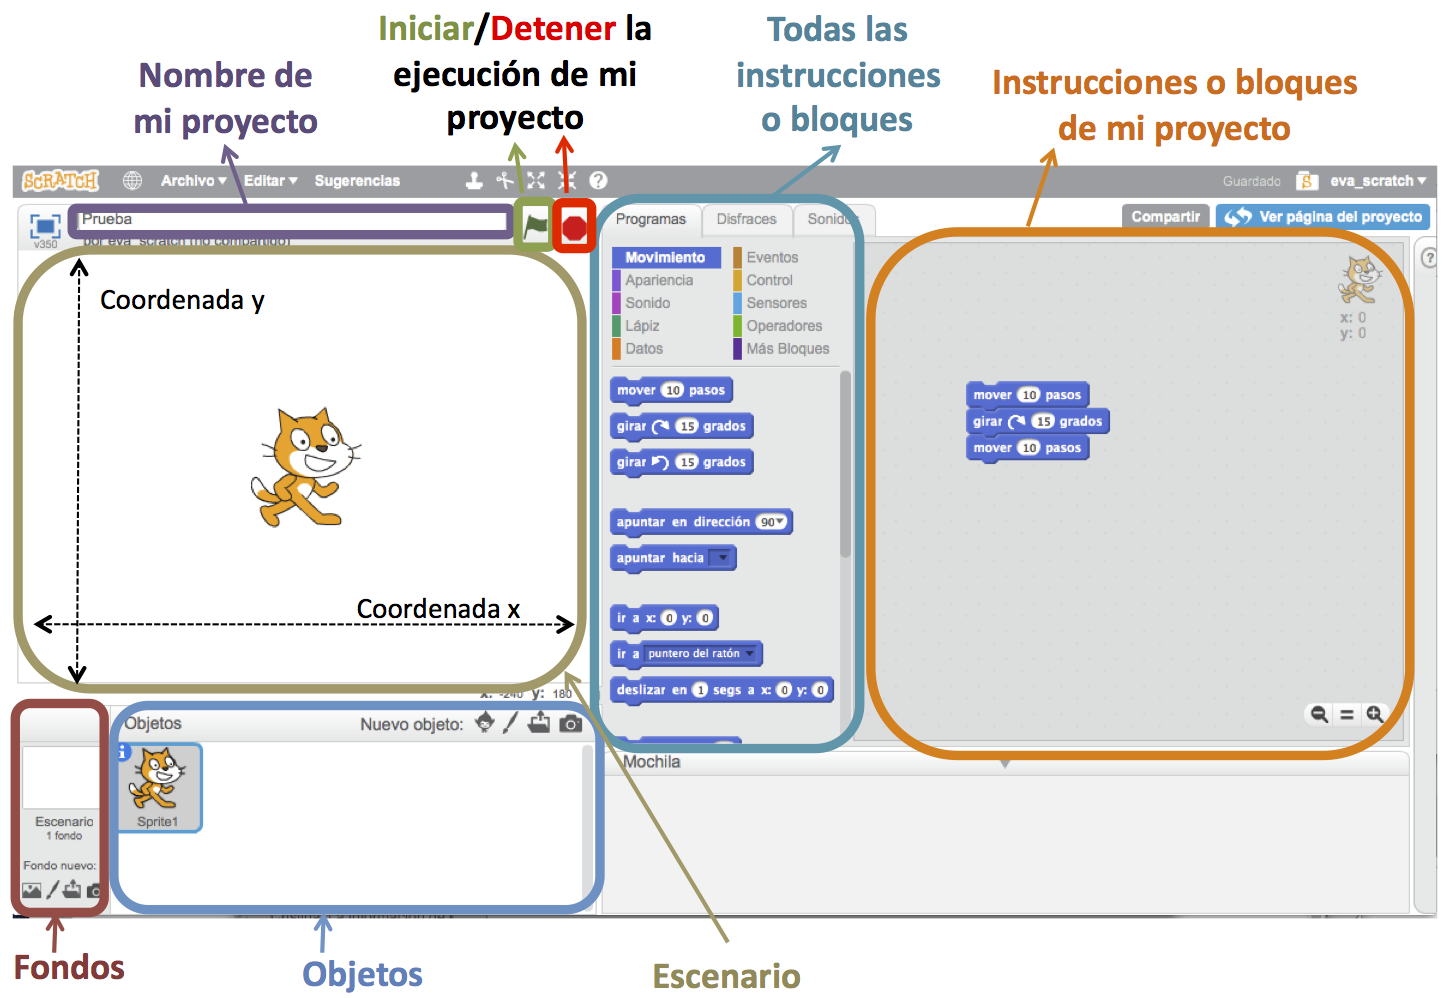 Nombre de
mi proyecto
Iniciar/Detener la
ejecución de mi
proyecto
Todas las
instrucciones
o bloques
Instrucciones o bloques
de mi proyecto
SCRATCH
Archivo
Editar
Sugerencias
Guardado
eva_scratch
v350
Prueba
por eva_scratch (no compartido)
Programas
Disfraces
Sonidos
Compartir
Ver página del proyecto
Coordenada y
Coordenada x
x: -240 y: 180
Movimiento
Apariencia
Sonido
Lápiz
Datos
Eventos
Control
Sensores
Operadores
Más Bloques
mover 10 pasos
girar 15 grados
girar 15 grados
apuntar en dirección 90
apuntar hacia
ir a x: 0 y: 0
ir a puntero del ratón
deslizar en 1 segs a x: 0 y: 0
x: 0
y: 0
mover 10 pasos
girar 15 grados
mover 10 pasos
Escenario
1 fondo
Fondo nuevo:
Objetos
Nuevo objeto:
Sprite1
Mochila
Fondos
Objetos
Escenario